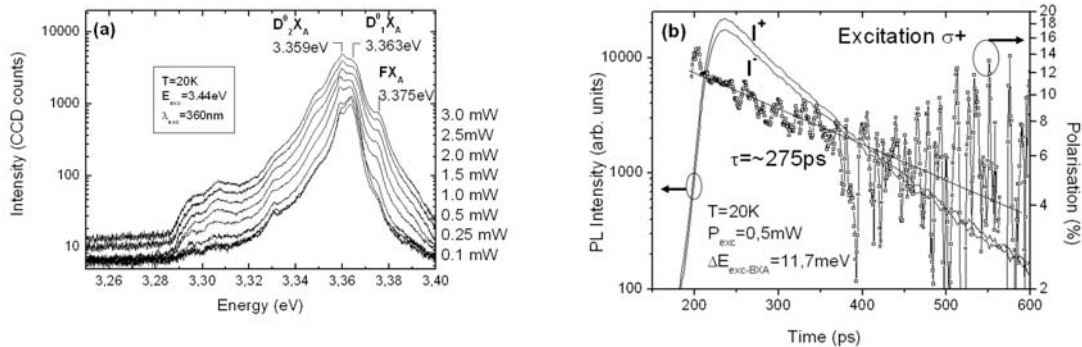 (a)
Intensity (CCD counts)
10000
1000
100
10
D⁰₂X_A
3.359eV
D⁰₁X_A
3.363eV
FX_A
3.375eV
T=20K
E_exc=3.44eV
λ_exc=360nm
3.0 mW
2.5mW
2.0 mW
1.5 mW
1.0 mW
0.5 mW
0.25 mW
0.1 mW
3,26 3,28 3,30 3,32 3,34 3,36 3,38 3,40
Energy (eV)
(b)
PL Intensity (arb. units)
10000
1000
100
I⁺
I⁻
Excitation σ+
τ=~275ps
T=20K
P_exc=0,5mW
ΔE_exc-BXA=11,7meV
20
18
16
14
12
10
8
6
4
2
Polarisation (%)
200 300 400 500 600
Time (ps)